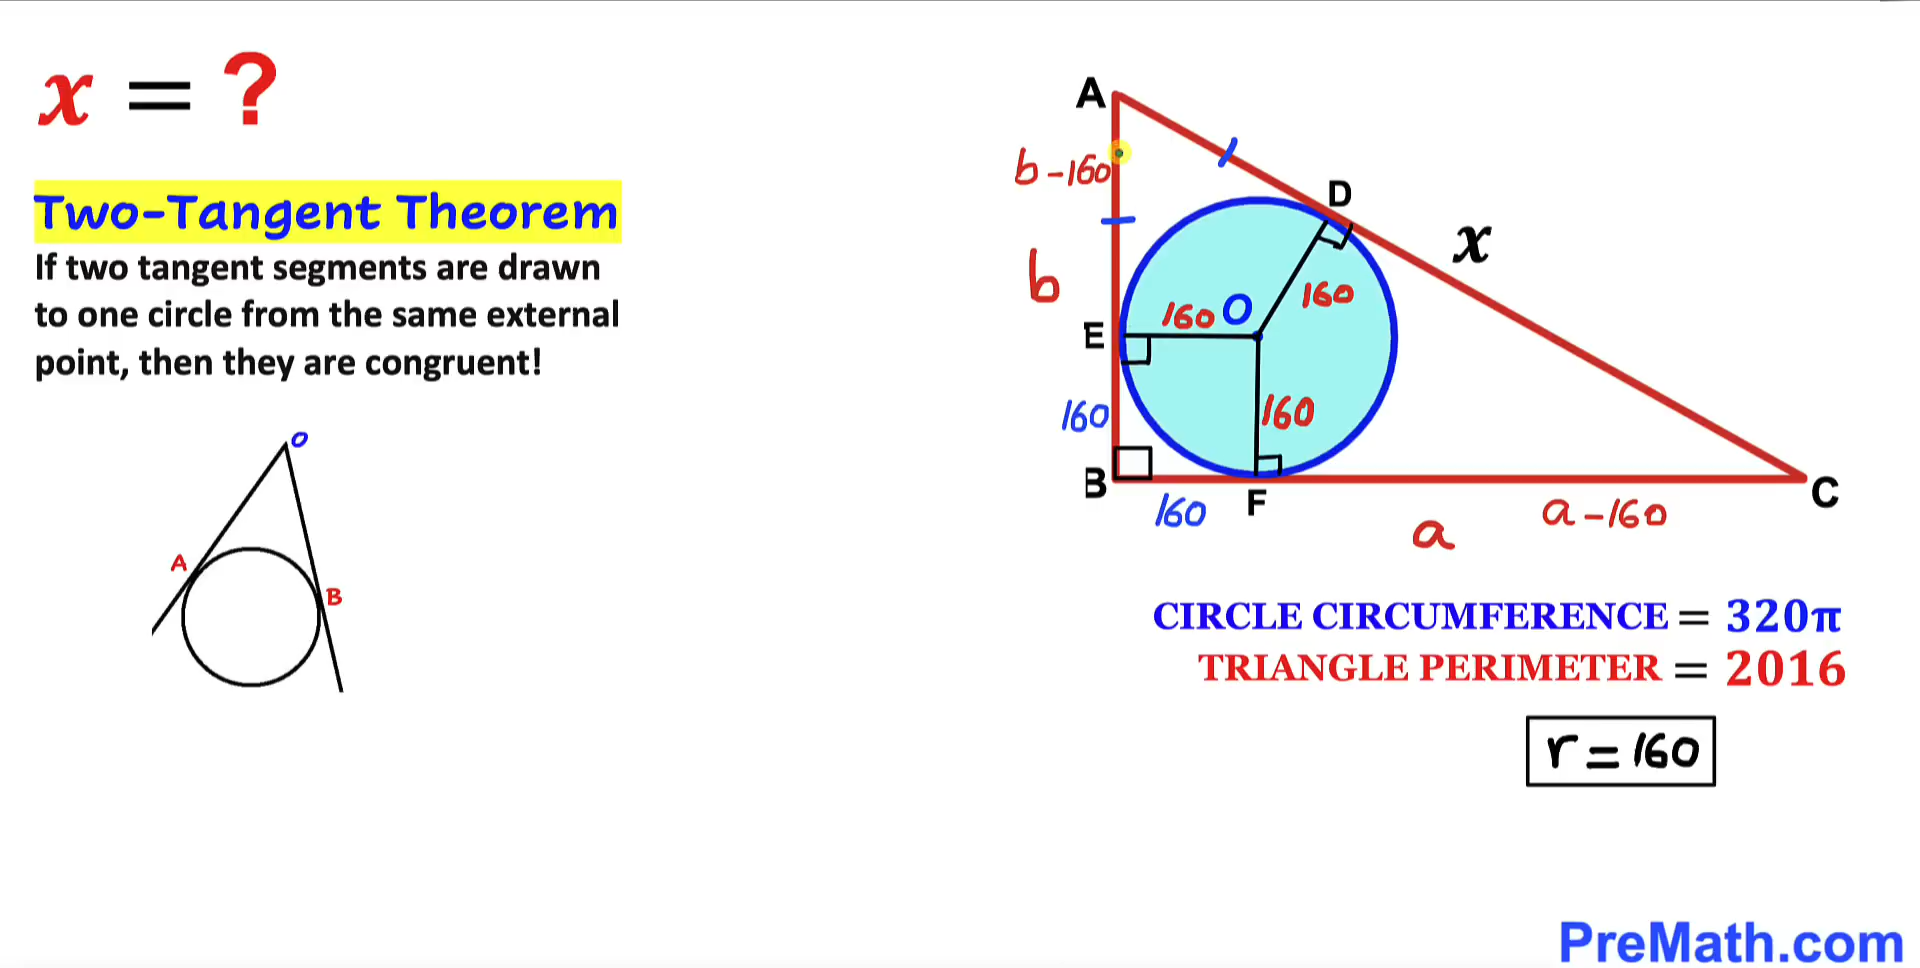 x = ?
Two-Tangent Theorem
If two tangent segments are drawn
to one circle from the same external
point, then they are congruent!
O
A
B
A
b-160
D
x
b
160
O
160
E
160
160
B
160
F
a
a-160
C
CIRCLE CIRCUMFERENCE = 320π
TRIANGLE PERIMETER = 2016
r=160
PreMath.com